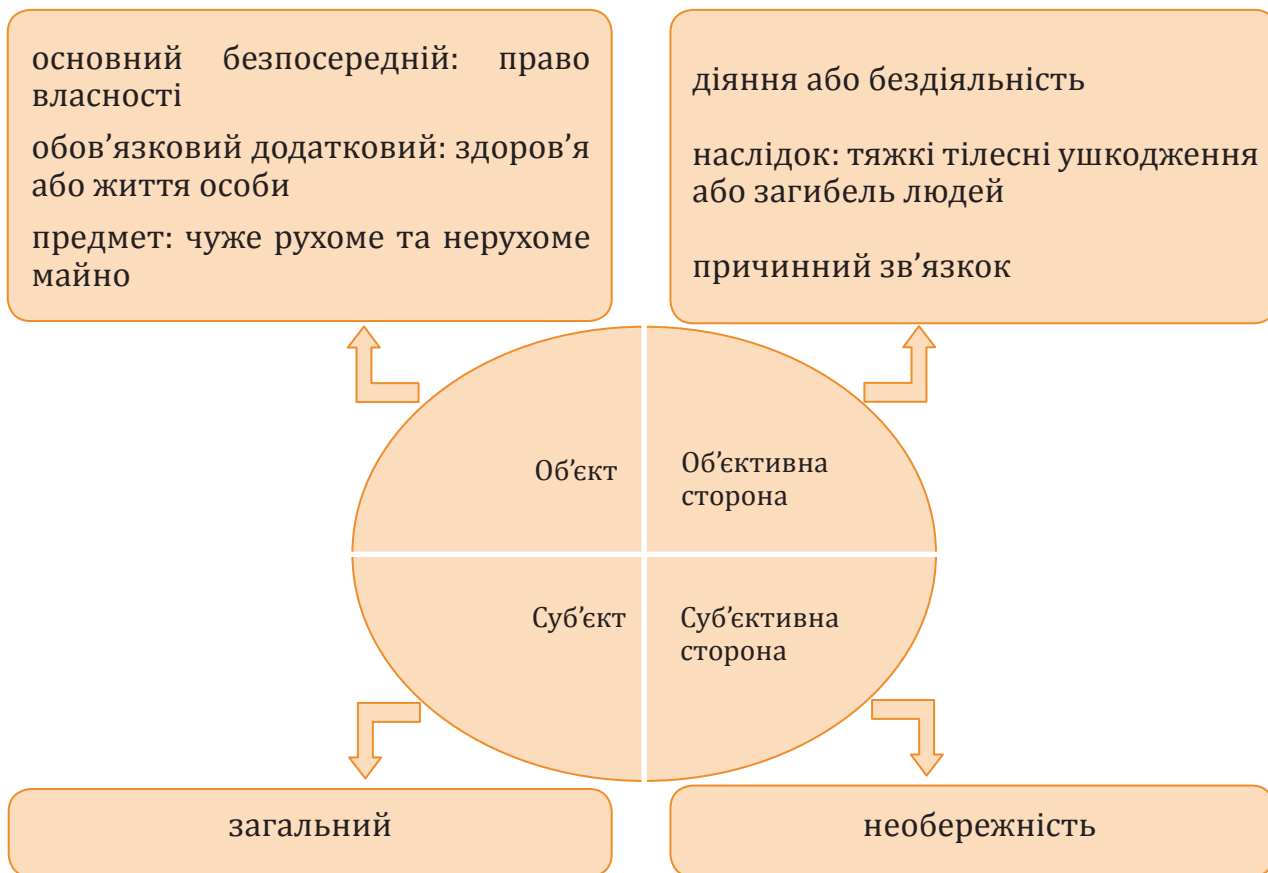 основний безпосередній: право
власності
обов’язковий додатковий: здоров’я
або життя особи
предмет: чуже рухоме та нерухоме
майно
діяння або бездіяльність
наслідок: тяжкі тілесні ушкодження
або загибель людей
причинний зв’язкок
Об’єкт
Об’єктивна
сторона
Суб’єкт
Суб’єктивна
сторона
загальний
необережність